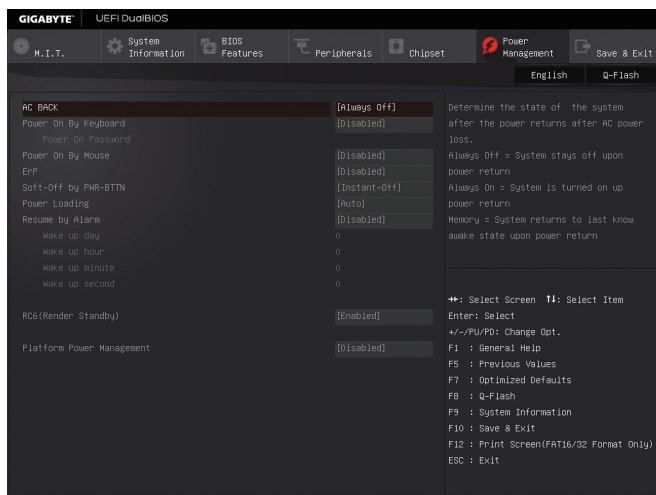 GIGABYTE™ UEFI DualBIOS
M.I.T.
System
Information
BIOS
Features
Peripherals
Chipset
Power
Management
Save & Exit
English Q-Flash
AC BACK [Always Off]
Power On By Keyboard [Disabled]
Power On Password
Power On By Mouse [Disabled]
ErP [Disabled]
Soft-Off by PWR-BTTN [Instant-Off]
Power Loading [Auto]
Resume by Alarm [Disabled]
Wake up day 0
Wake up hour 0
Wake up minute 0
Wake up second 0
RC6(Render Standby) [Enabled]
Platform Power Management [Disabled]
Determine the state of the system
after the power returns after AC power
loss.
Always Off = System stays off upon
power return
Always On = System is turned on up
power return
Memory = System returns to last know
awake state upon power return
→←: Select Screen ↑↓: Select Item
Enter: Select
+/-/PU/PD: Change Opt.
F1 : General Help
F5 : Previous Values
F7 : Optimized Defaults
F8 : Q-Flash
F9 : System Information
F10 : Save & Exit
F12 : Print Screen(FAT16/32 Format Only)
ESC : Exit